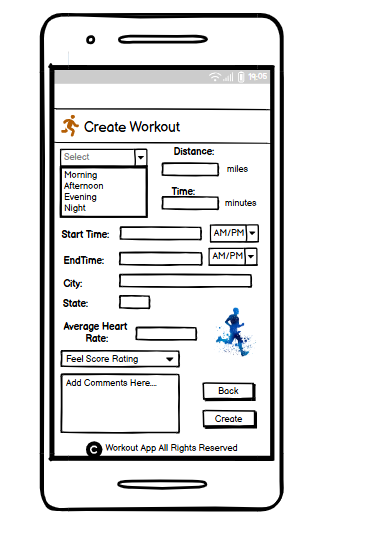 19:05
Create Workout
Select
Morning
Afternoon
Evening
Night
Distance:
miles
Time:
minutes
Start Time:
AM/PM
EndTime:
AM/PM
City:
State:
Average Heart
Rate:
Feel Score Rating
Add Comments Here...
Back
Create
C Workout App All Rights Reserved